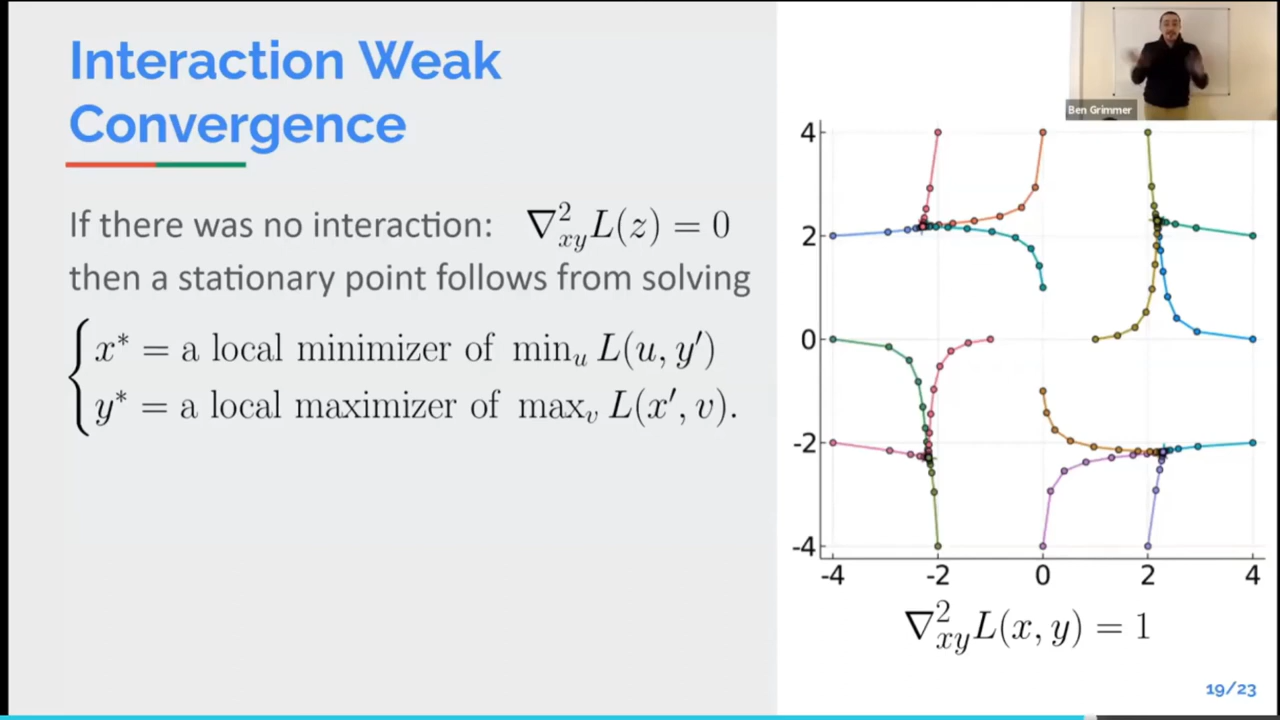 Interaction Weak
Convergence
If there was no interaction: ∇²ₓᵧL(z) = 0
then a stationary point follows from solving
x* = a local minimizer of minᵤ L(u, y′)
y* = a local maximizer of maxᵥ L(x′, v).
Ben Grimmer
4
2
0
-2
-4
-4 -2 0 2 4
∇²ₓᵧL(x, y) = 1
19/23